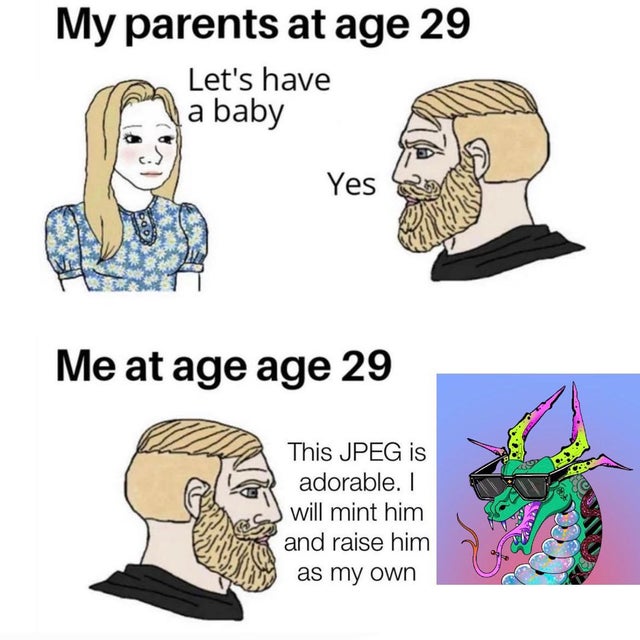 My parents at age 29
Let's have
a baby
Yes
Me at age age 29
This JPEG is
adorable. I
will mint him
and raise him
as my own